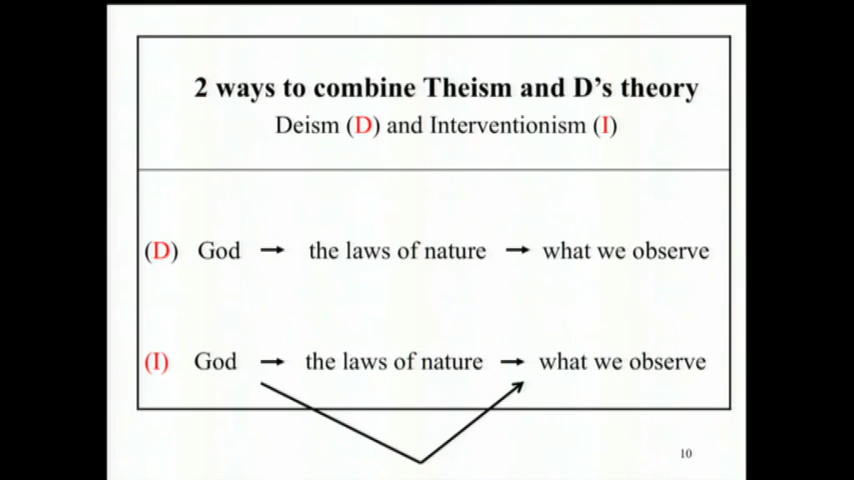 2 ways to combine Theism and D's theory
Deism (D) and Interventionism (I)
(D) God → the laws of nature → what we observe
(I) God → the laws of nature → what we observe
10